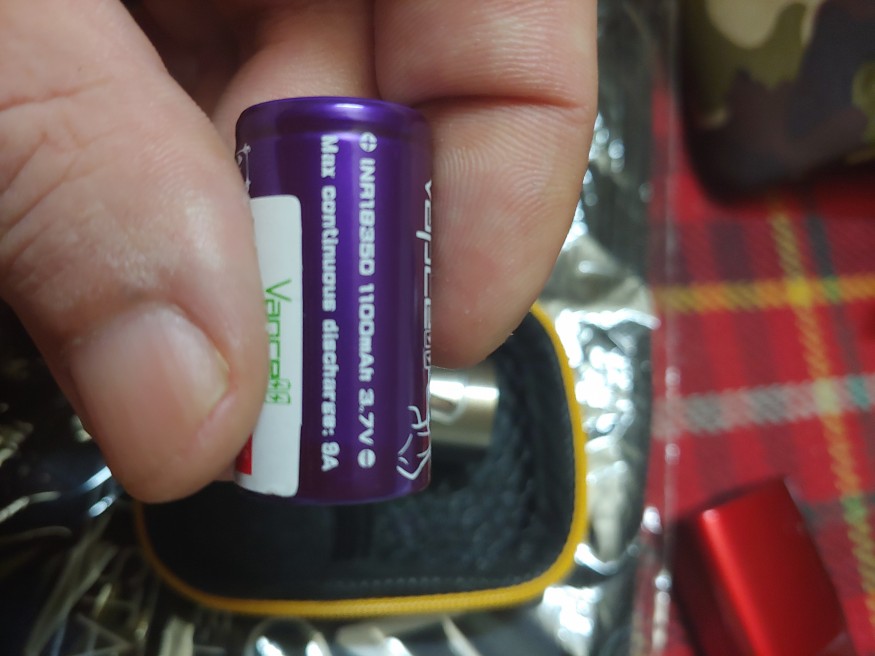 ⊕ INR18350 1100mAh 3.7V ⊖
Max continuous discharge: 9A
Vapcell